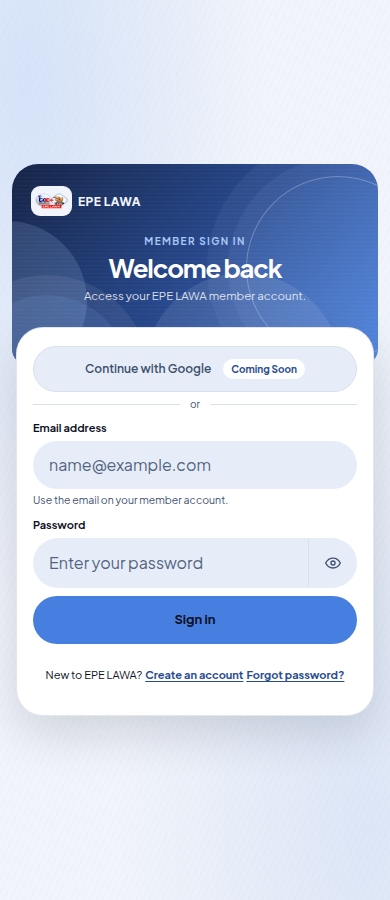 EPE LAWA
MEMBER SIGN IN
Welcome back
Access your EPE LAWA member account.
Continue with Google Coming Soon
or
Email address
name@example.com
Use the email on your member account.
Password
Enter your password
Sign in
New to EPE LAWA? Create an account Forgot password?